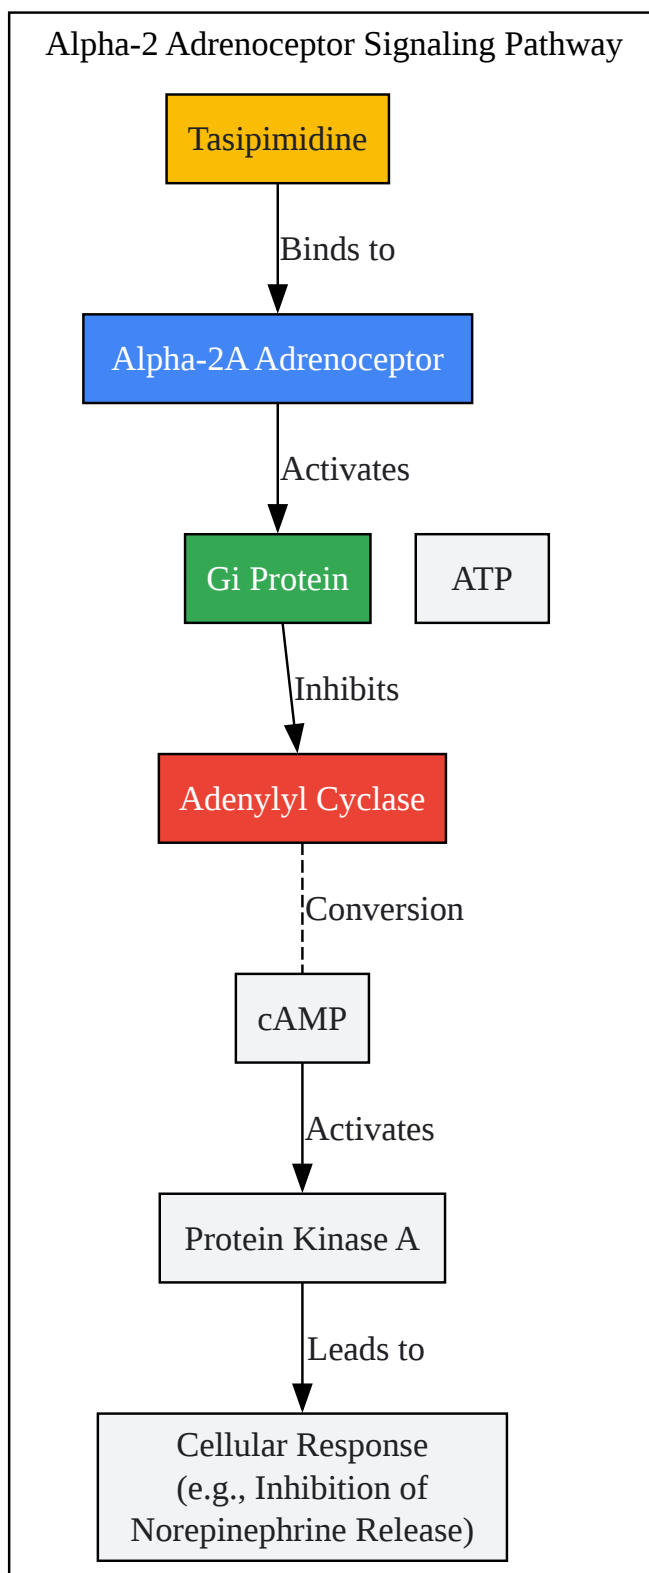 Alpha-2 Adrenoceptor Signaling Pathway
Tasipimidine
Binds to
Alpha-2A Adrenoceptor
Activates
Gi Protein
ATP
Inhibits
Adenylyl Cyclase
Conversion
cAMP
Activates
Protein Kinase A
Leads to
Cellular Response
(e.g., Inhibition of
Norepinephrine Release)